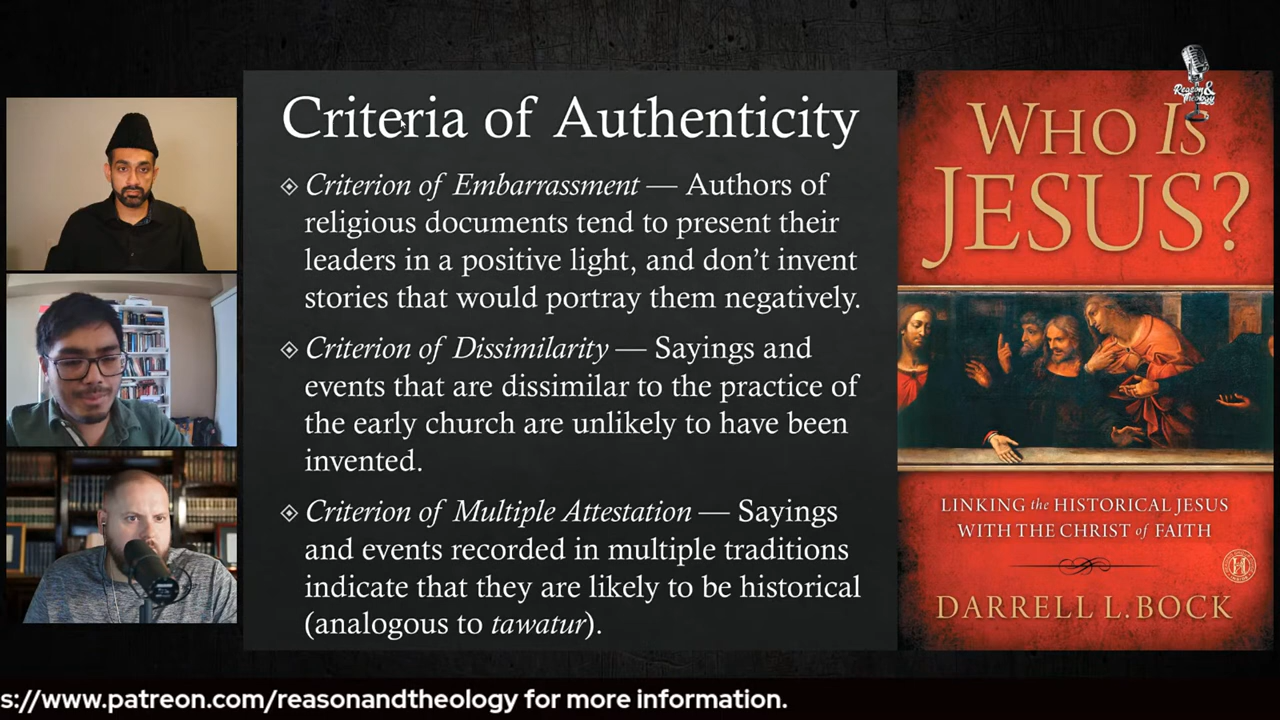 Criteria of Authenticity
Criterion of Embarrassment — Authors of
religious documents tend to present their
leaders in a positive light, and don’t invent
stories that would portray them negatively.
Criterion of Dissimilarity — Sayings and
events that are dissimilar to the practice of
the early church are unlikely to have been
invented.
Criterion of Multiple Attestation — Sayings
and events recorded in multiple traditions
indicate that they are likely to be historical
(analogous to tawatur).
Reason &
Theology
WHO IS
JESUS?
LINKING the HISTORICAL JESUS
WITH THE CHRIST of FAITH
DARRELL L. BOCK
s://www.patreon.com/reasonandtheology for more information.